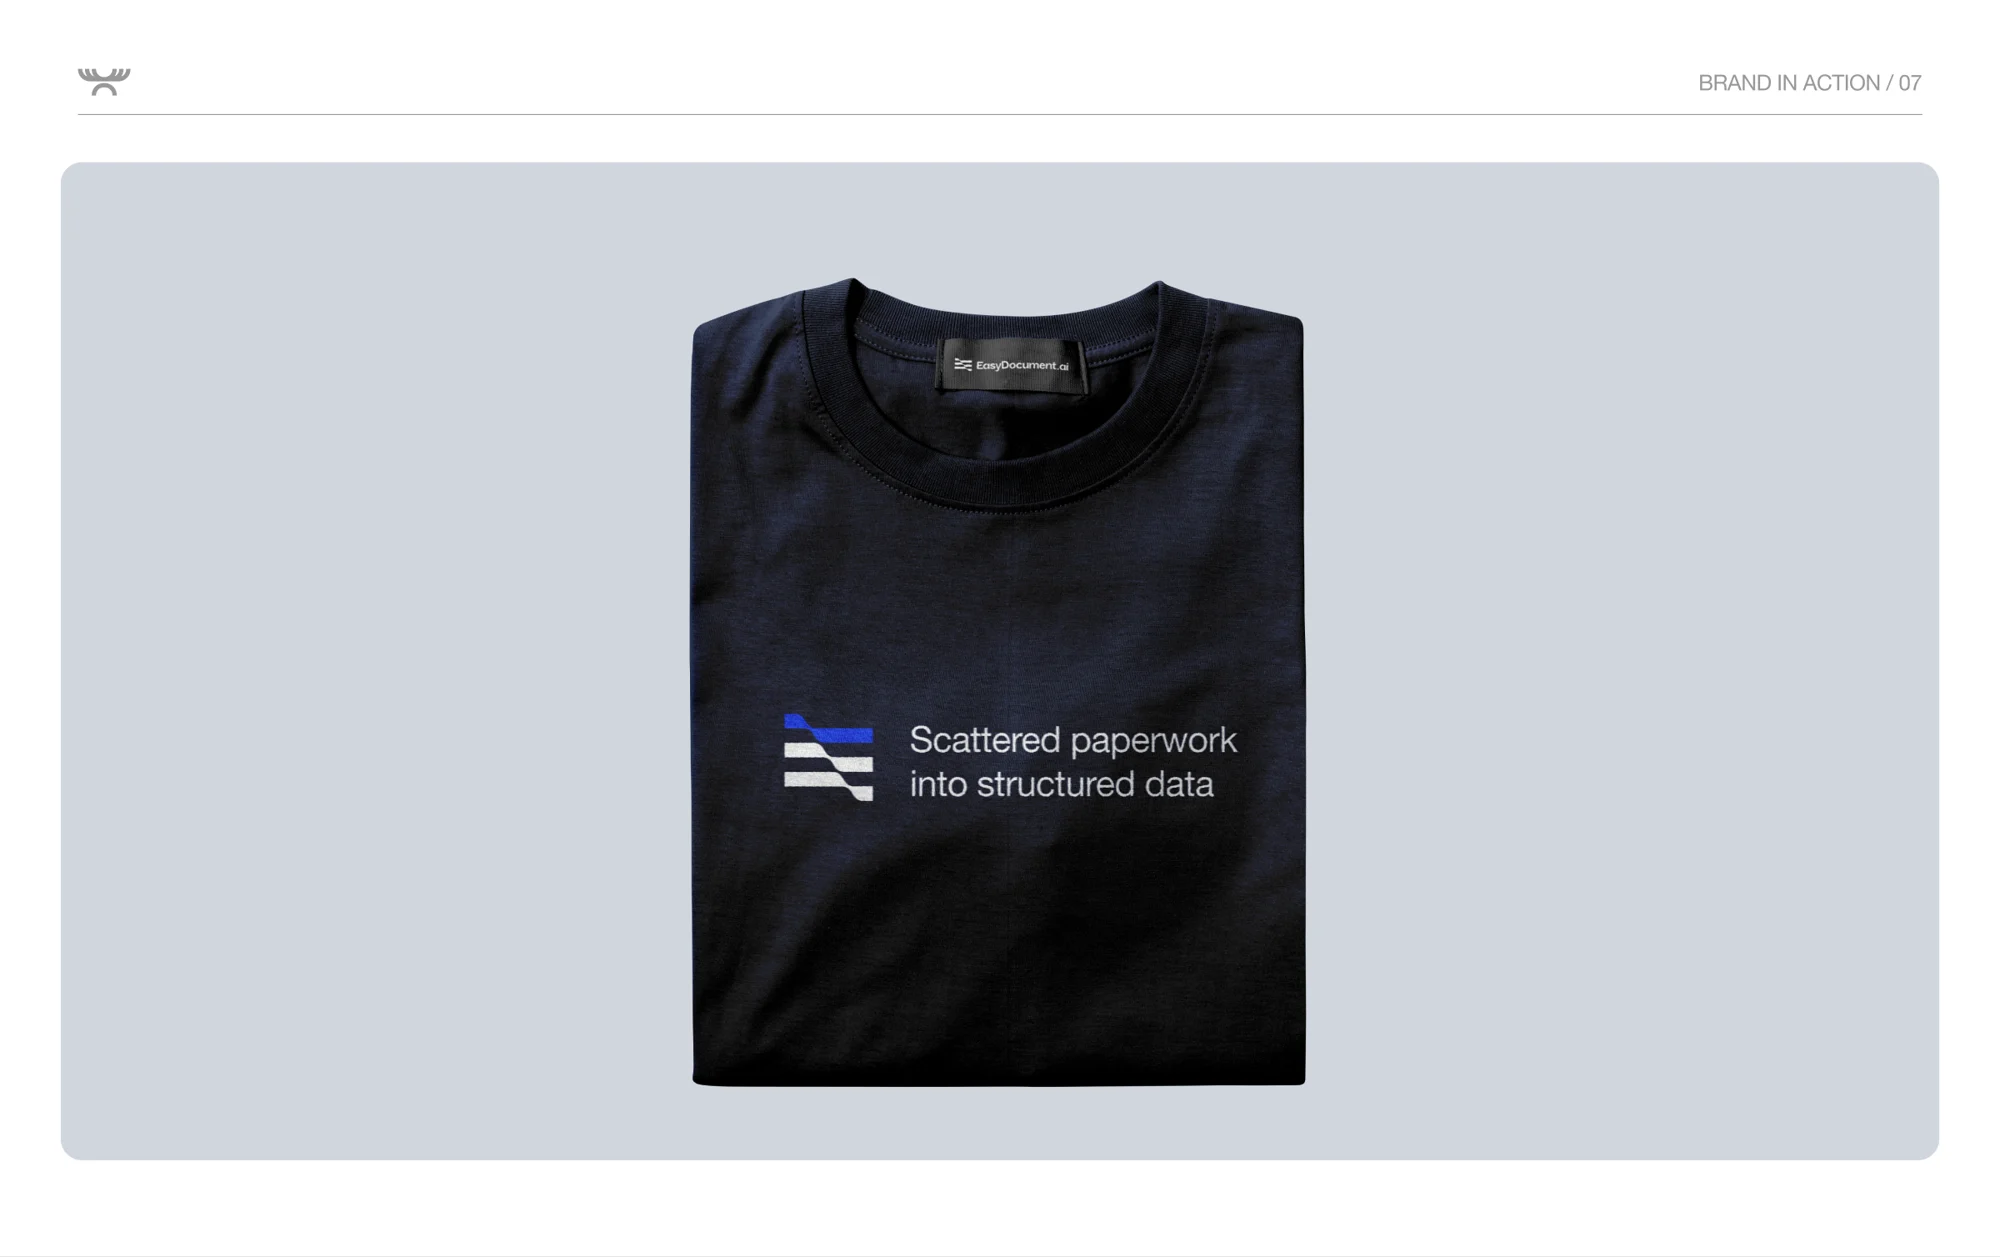 BRAND IN ACTION / 07
EasyDocument.ai
Scattered paperwork
into structured data